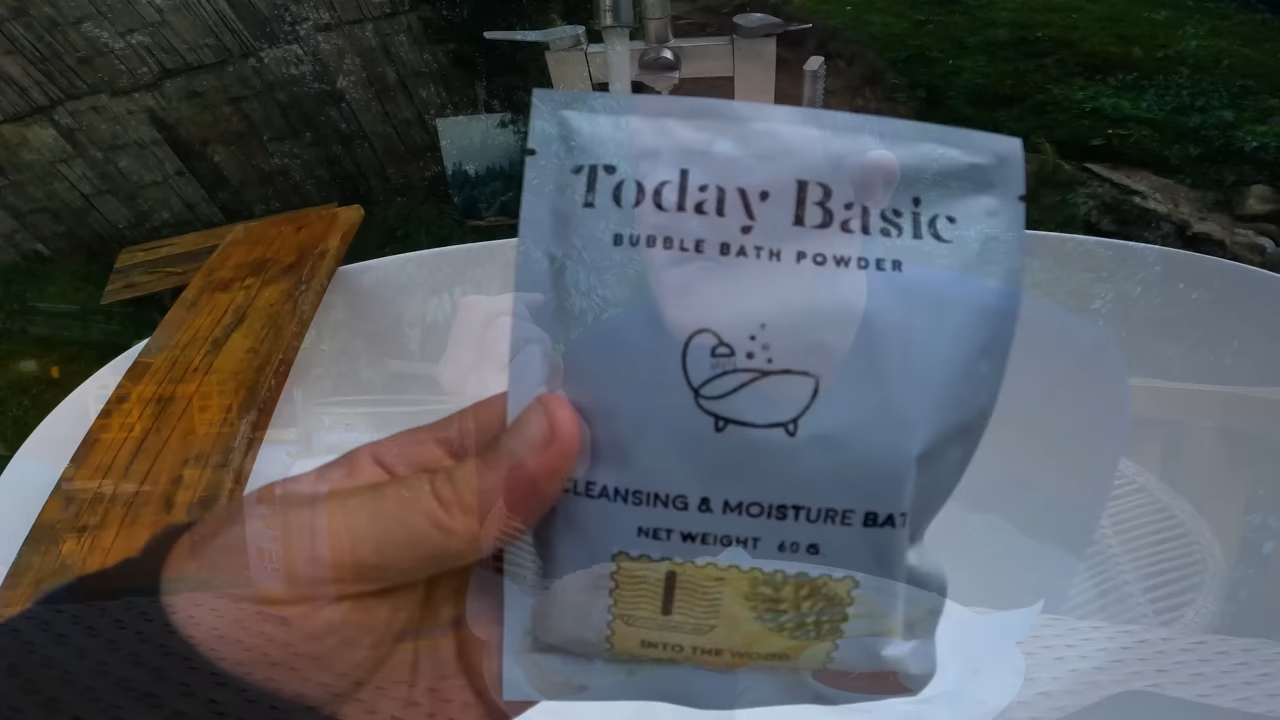 Today Basic
BUBBLE BATH POWDER
CLEANSING & MOISTURE BAT
NET WEIGHT 60 G
INTO THE WOOD